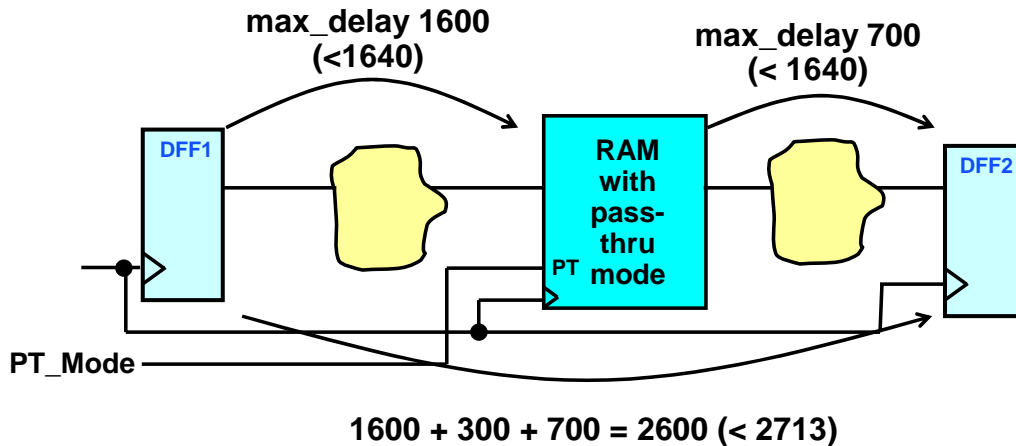 max_delay 1600
(<1640)
max_delay 700
(< 1640)
DFF1
RAM
with
pass-
thru
mode
PT
DFF2
PT_Mode
1600 + 300 + 700 = 2600 (< 2713)